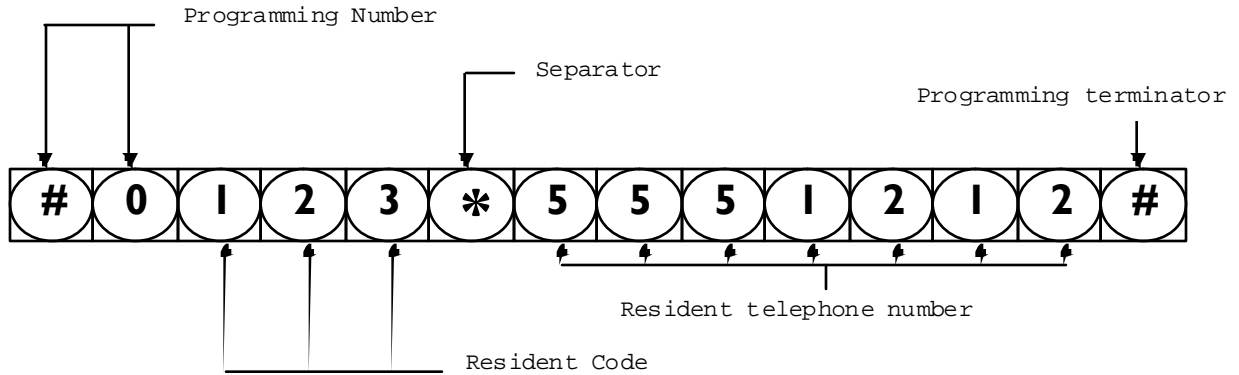 Programming Number
Separator
Programming terminator
# 0 1 2 3 * 5 5 5 1 2 1 2 #
Resident telephone number
Resident Code